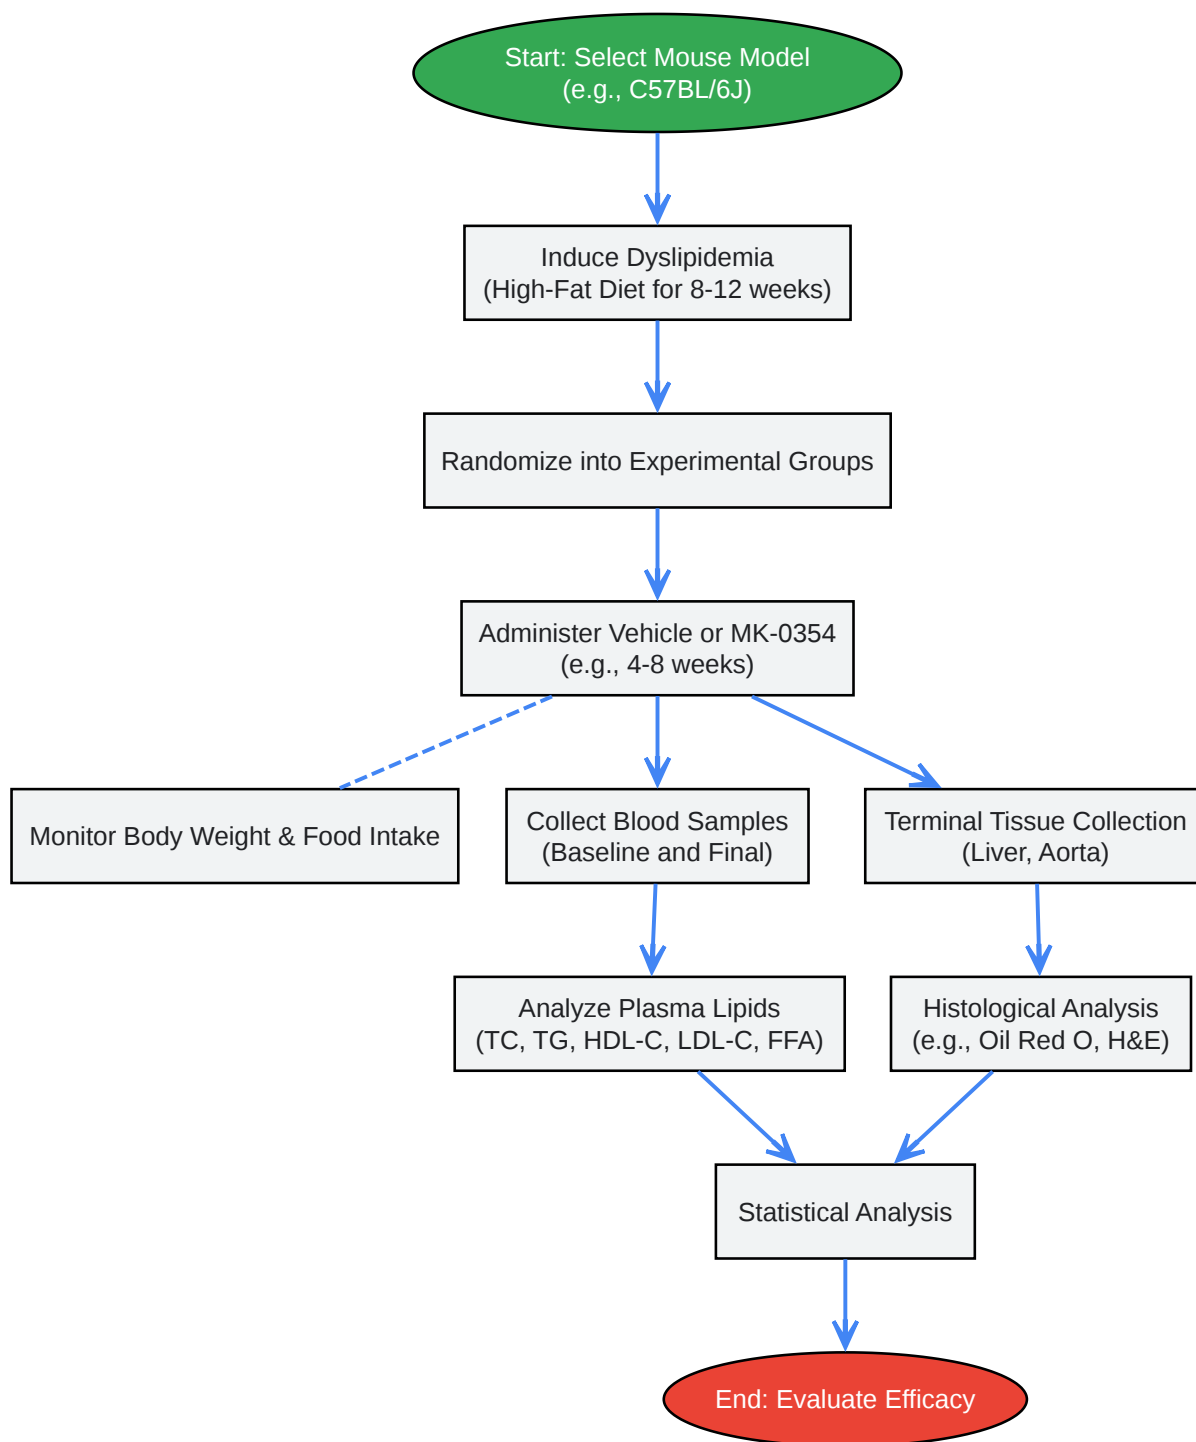 Start: Select Mouse Model
(e.g., C57BL/6J)
Induce Dyslipidemia
(High-Fat Diet for 8-12 weeks)
Randomize into Experimental Groups
Administer Vehicle or MK-0354
(e.g., 4-8 weeks)
Monitor Body Weight & Food Intake
Collect Blood Samples
(Baseline and Final)
Terminal Tissue Collection
(Liver, Aorta)
Analyze Plasma Lipids
(TC, TG, HDL-C, LDL-C, FFA)
Histological Analysis
(e.g., Oil Red O, H&E)
Statistical Analysis
End: Evaluate Efficacy